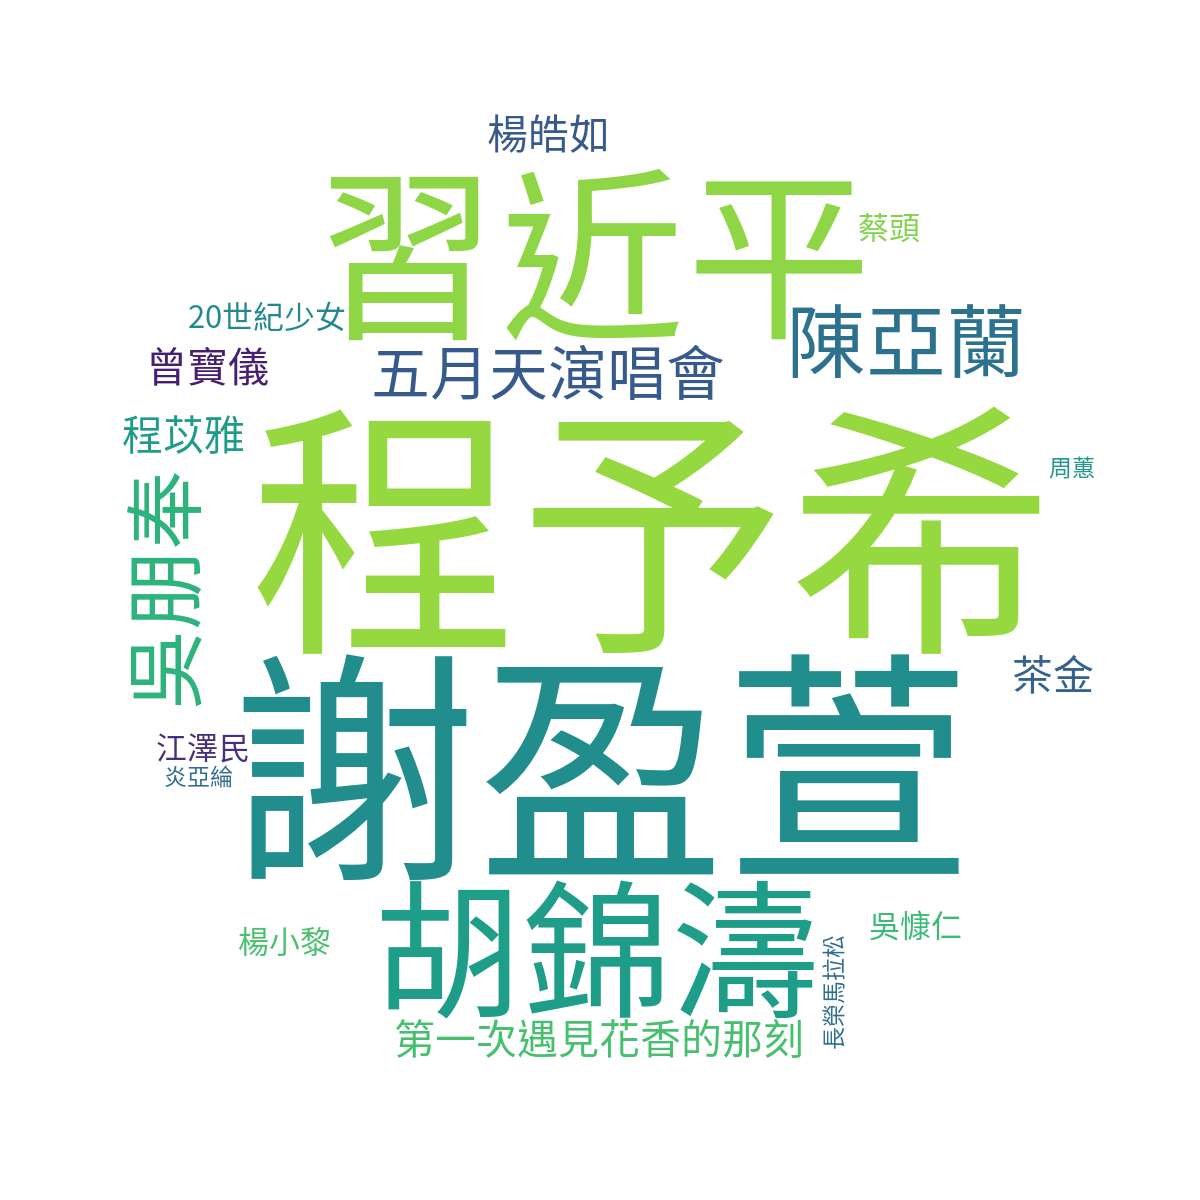 楊皓如
習近平
蔡頭
20世紀少女
陳亞蘭
曾寶儀
五月天演唱會
程苡雅
程予希
周蕙
吳朋奉
謝盈萱
茶金
江澤民
炎亞綸
胡錦濤
楊小黎
吳慷仁
長榮馬拉松
第一次遇見花香的那刻